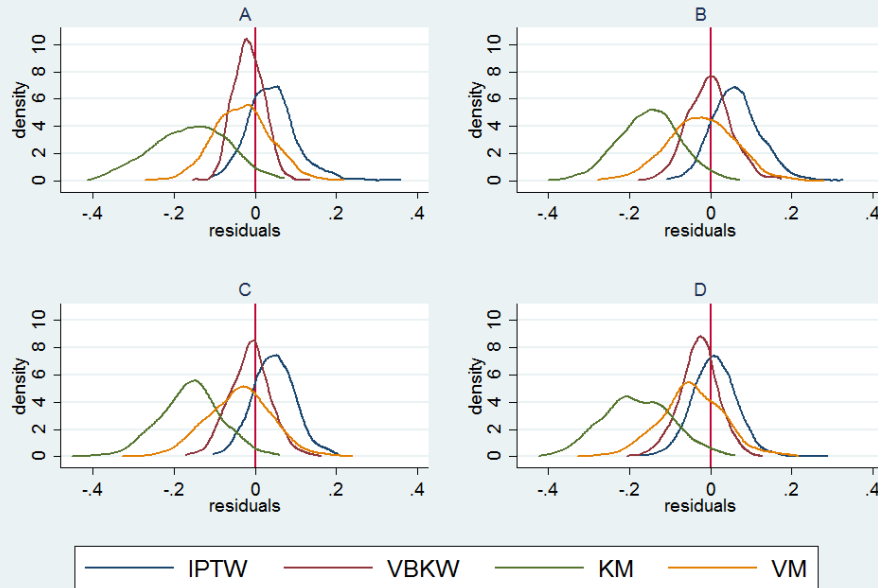 A
B
density
0 2 4 6 8 10
-.4 -.2 0 .2 .4
residuals
density
0 2 4 6 8 10
-.4 -.2 0 .2 .4
residuals
C
D
density
0 2 4 6 8 10
-.4 -.2 0 .2 .4
residuals
density
0 2 4 6 8 10
-.4 -.2 0 .2 .4
residuals
IPTW VBKW KM VM